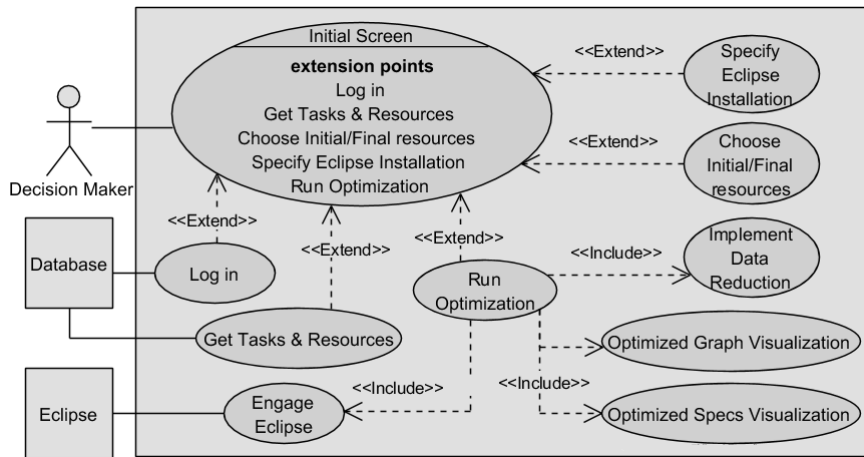 Initial Screen
extension points
Log in
Get Tasks & Resources
Choose Initial/Final resources
Specify Eclipse Installation
Run Optimization
<<Extend>>
Specify
Eclipse
Installation
<<Extend>>
Choose
Initial/Final
resources
Decision Maker
<<Extend>>
<<Extend>>
<<Extend>>
<<Include>>
Implement
Data
Reduction
Database
Log in
Run
Optimization
Get Tasks & Resources
Optimized Graph Visualization
<<Include>>
<<Include>>
Eclipse
Engage
Eclipse
Optimized Specs Visualization